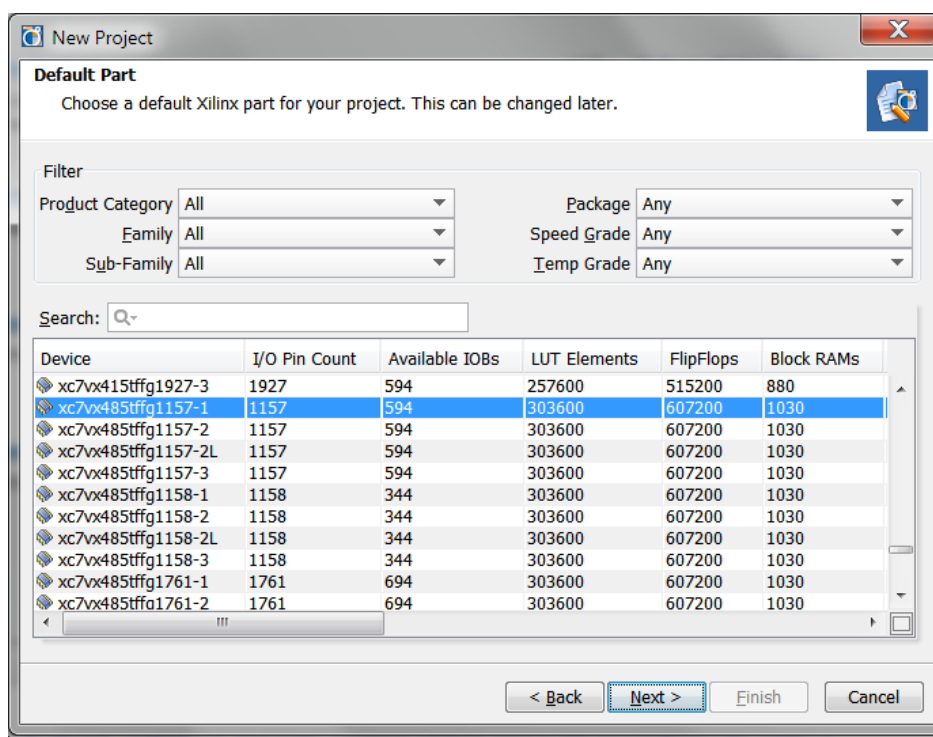 New Project
Default Part
Choose a default Xilinx part for your project. This can be changed later.
Filter
Product Category All Package Any
Family All Speed Grade Any
Sub-Family All Temp Grade Any
Search:
Device I/O Pin Count Available IOBs LUT Elements FlipFlops Block RAMs
xc7vx415tffg1927-3 1927 594 257600 515200 880
xc7vx485tffg1157-1 1157 594 303600 607200 1030
xc7vx485tffg1157-2 1157 594 303600 607200 1030
xc7vx485tffg1157-2L 1157 594 303600 607200 1030
xc7vx485tffg1157-3 1157 594 303600 607200 1030
xc7vx485tffg1158-1 1158 344 303600 607200 1030
xc7vx485tffg1158-2 1158 344 303600 607200 1030
xc7vx485tffg1158-2L 1158 344 303600 607200 1030
xc7vx485tffg1158-3 1158 344 303600 607200 1030
xc7vx485tffg1761-1 1761 694 303600 607200 1030
xc7vx485tffg1761-2 1761 694 303600 607200 1030
< Back Next > Finish Cancel